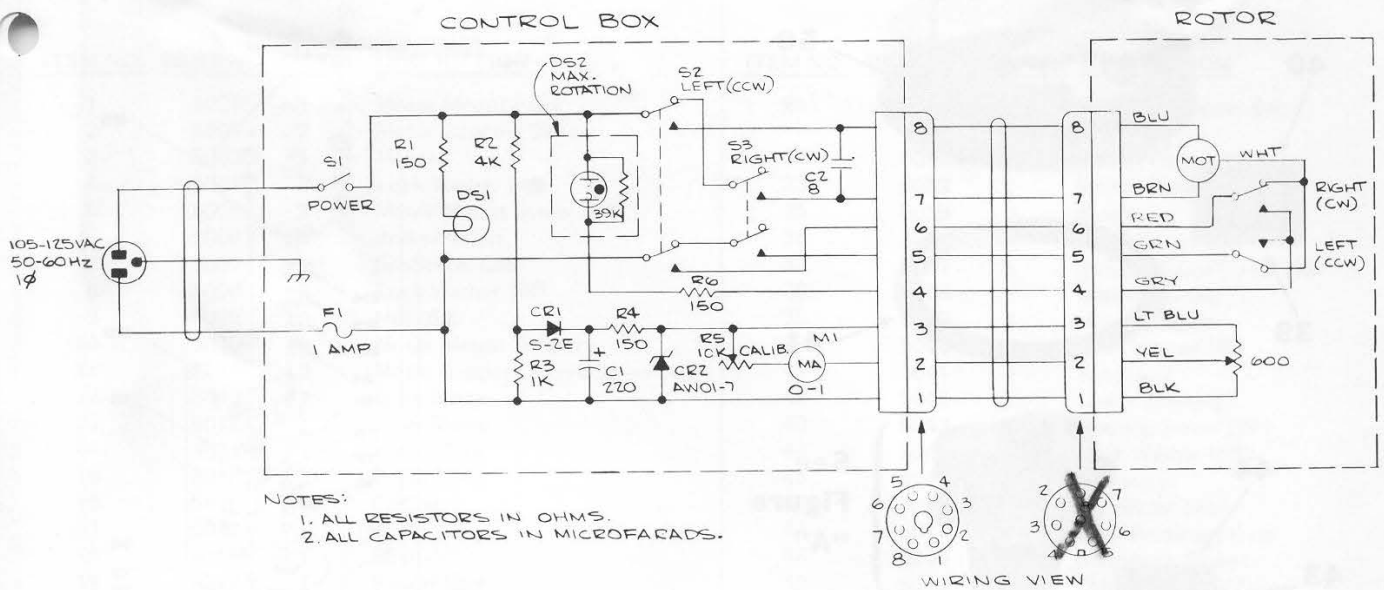 CONTROL BOX
ROTOR
DS2
MAX.
ROTATION
S2
LEFT(CCW)
S1
POWER
R1
150
R2
4K
DS1
39K
S3
RIGHT(CW)
C2
8
8
7
6
5
4
3
2
1
8
7
6
5
4
3
2
1
BLU
MOT
WHT
BRN
RED
GRN
GRY
LT BLU
YEL
BLK
RIGHT
(CW)
LEFT
(CCW)
600
105-125VAC
50-60HZ
1Ø
F1
1 AMP
R6
150
CR1
S-2E
R4
150
R5
10K
CALIB.
M1
MA
0-1
R3
1K
+
C1
220
CR2
AW01-7
NOTES:
1. ALL RESISTORS IN OHMS.
2. ALL CAPACITORS IN MICROFARADS.
5 4
6 3
7 2
8 1
2 7
3 6
WIRING VIEW